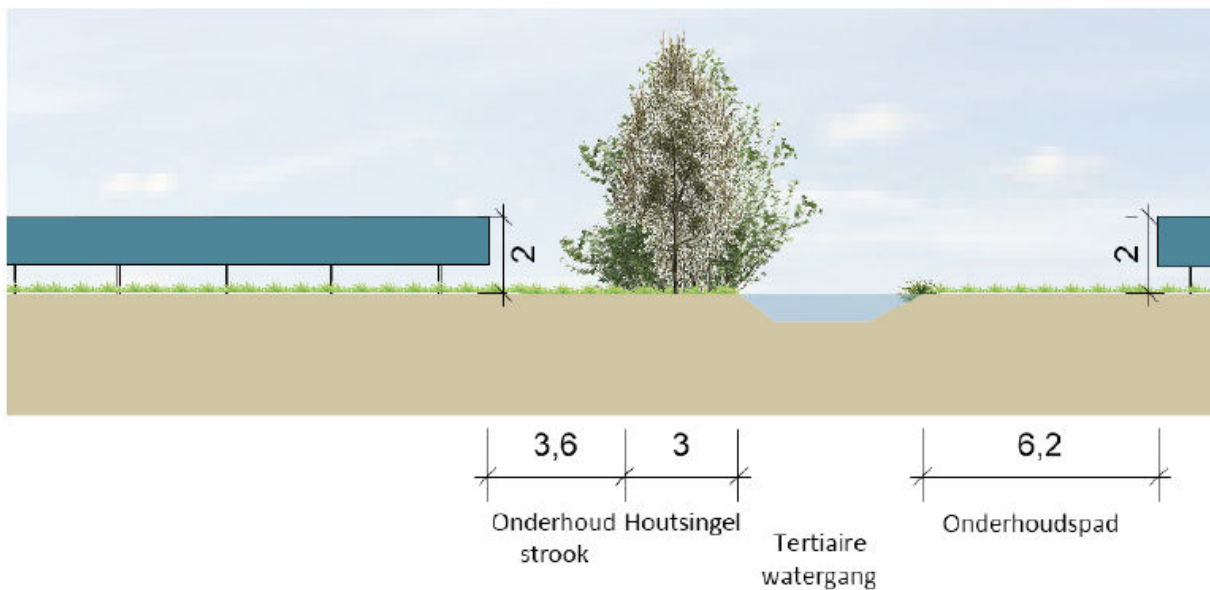 2
2
3,6
3
6,2
Onderhoud
strook
Houtsingel
Tertiaire
watergang
Onderhoudspad